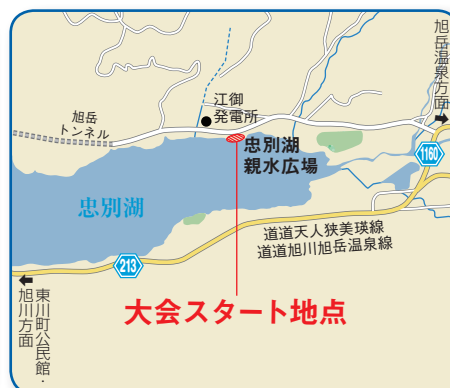 旭岳温泉方面
江御
発電所
旭岳
トンネル
忠別湖
親水広場
1160
忠別湖
道道天人狭美瑛線
道道旭川旭岳温泉線
213
大会スタート地点
東川町公民館・
旭川方面